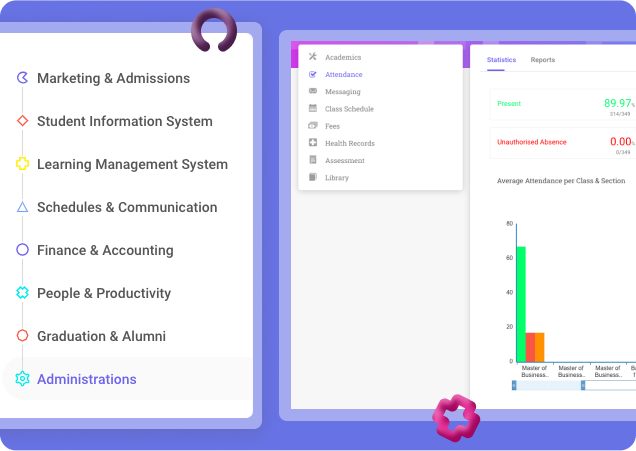 Marketing & Admissions
Student Information System
Learning Management System
Schedules & Communication
Finance & Accounting
People & Productivity
Graduation & Alumni
Administrations
Academics
Attendance
Messaging
Class Schedule
Fees
Health Records
Assessment
Library
Statistics
Reports
Present
89.97%
314/349
Unauthorised Absence
0.00%
0/349
Average Attendance per Class & Section
80
60
40
20
0
Master of
Business..
Master of
Business..
Master of
Business..